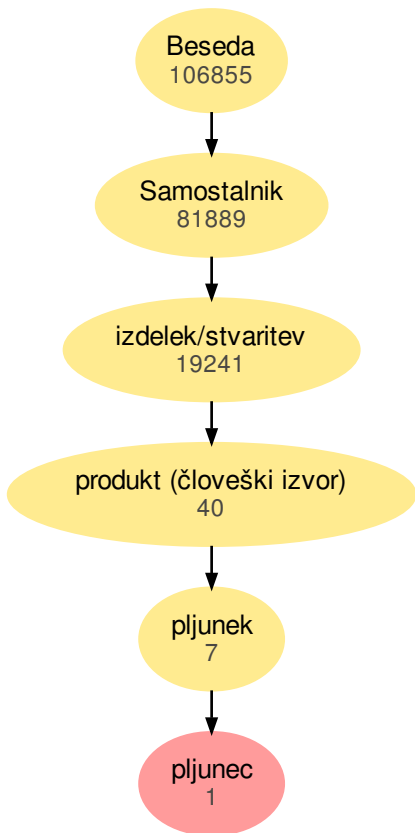 Beseda
106855
Samostalnik
81889
izdelek/stvaritev
19241
produkt (človeški izvor)
40
pljunek
7
pljunec
1